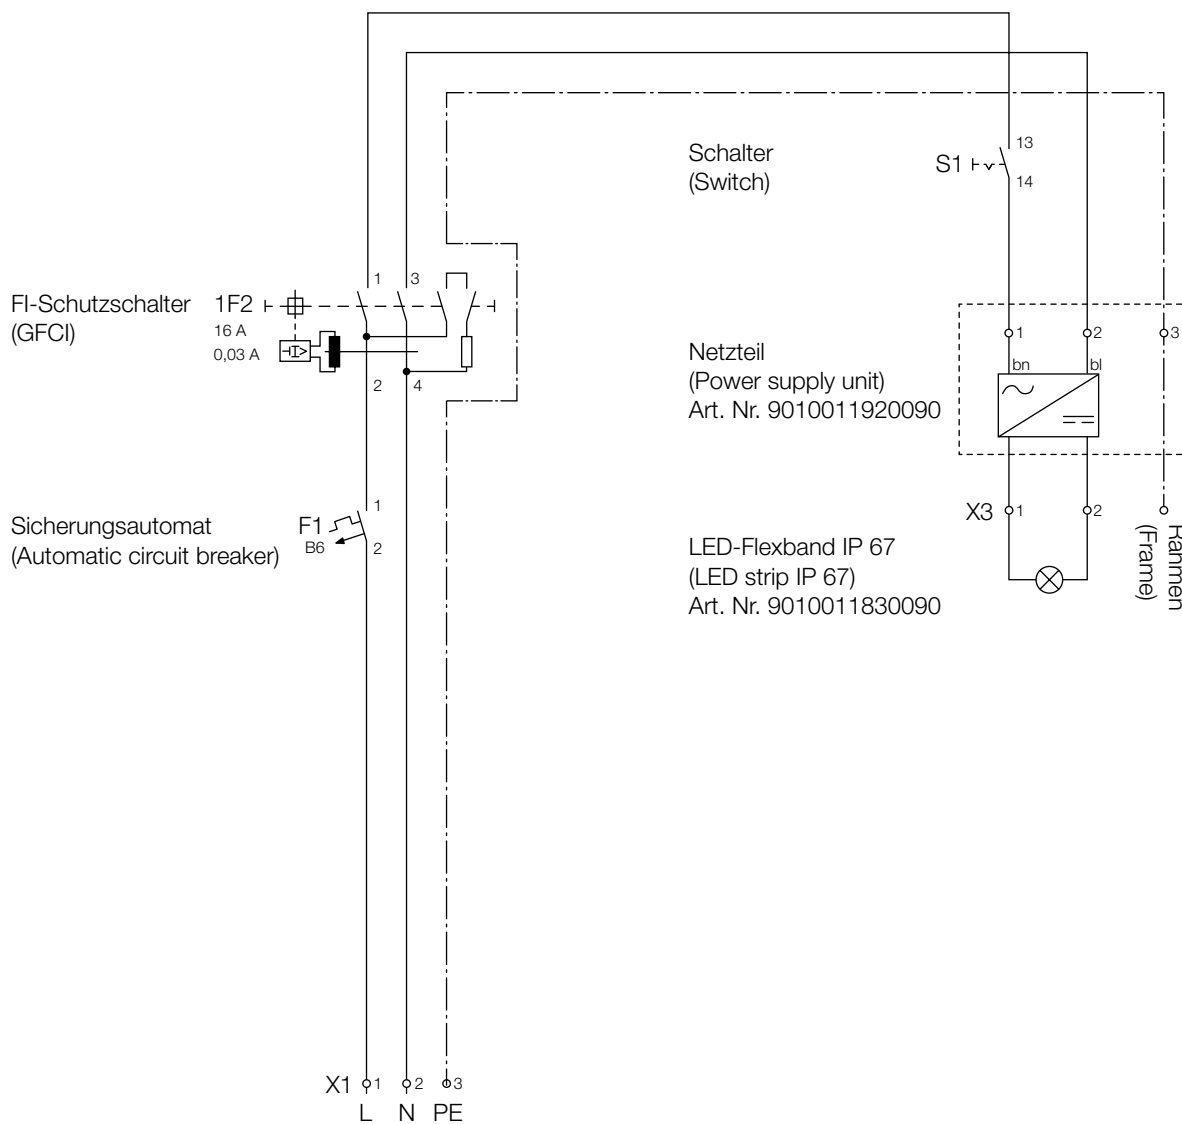 Schalter
(Switch)
S1
13
14
FI-Schutzschalter
(GFCI)
1F2
16 A
0,03 A
1
3
2
4
Netzteil
(Power supply unit)
Art. Nr. 9010011920090
1
2
3
bn
bl
Sicherungsautomat
(Automatic circuit breaker)
F1
B6
1
2
LED-Flexband IP 67
(LED strip IP 67)
Art. Nr. 9010011830090
X3
1
2
Rahmen
(Frame)
X1
1
2
3
L N PE